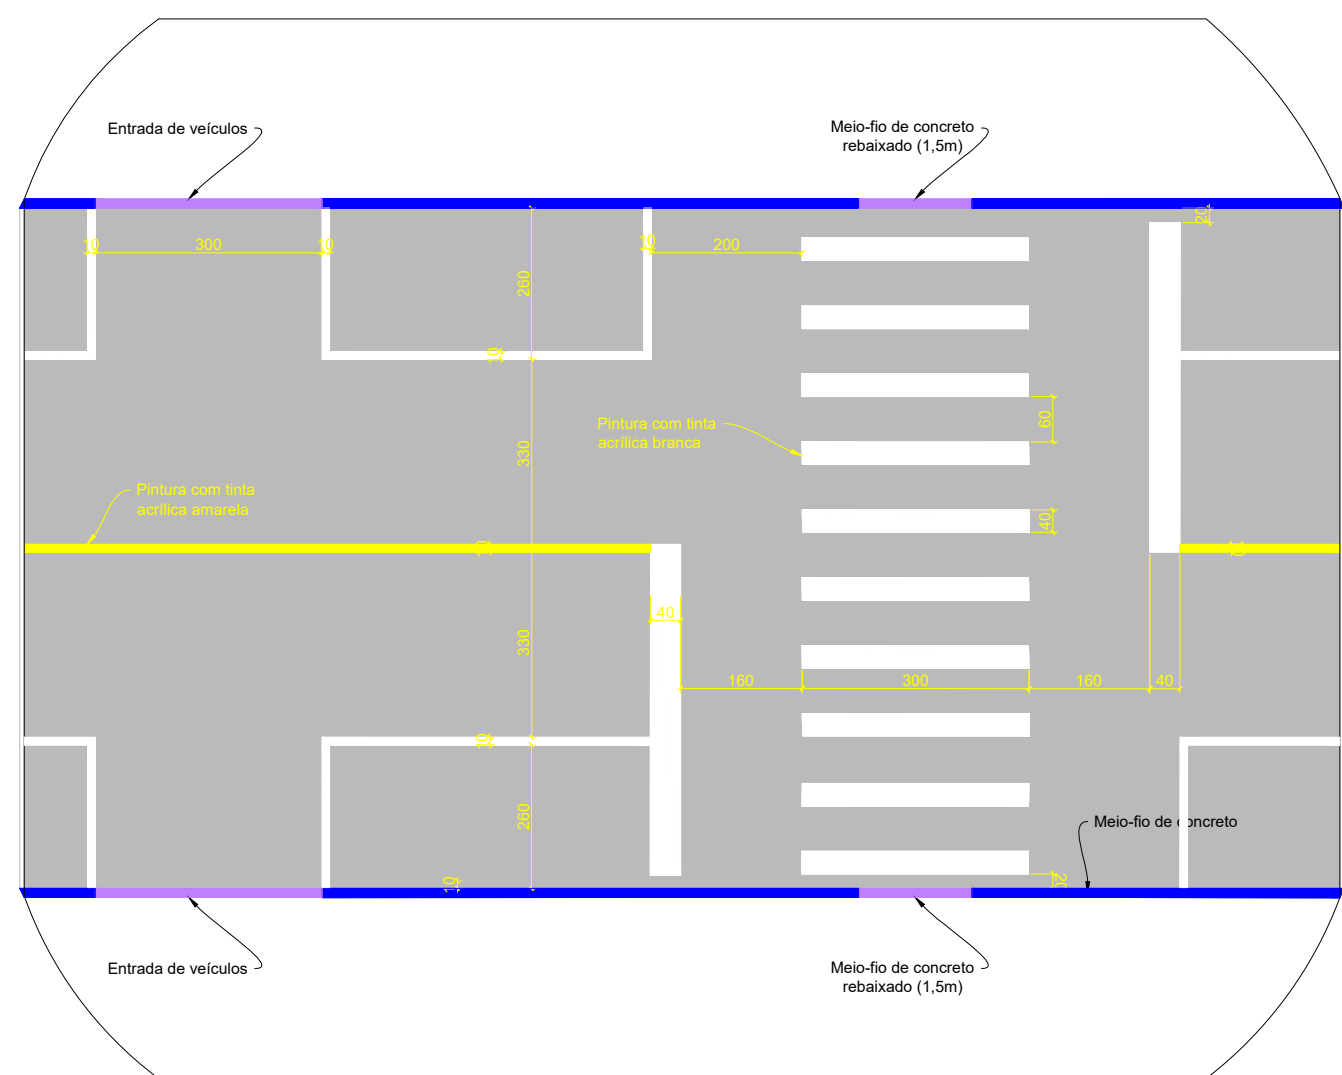 Entrada de veículos
Meio-fio de concreto
rebaixado (1,5m)
20
10
300
10
10
200
260
10
60
Pintura com tinta
acrílica branca
330
Pintura com tinta
acrílica amarela
40
10
40
330
160
300
160
40
10
260
Meio-fio de concreto
10
20
Entrada de veículos
Meio-fio de concreto
rebaixado (1,5m)